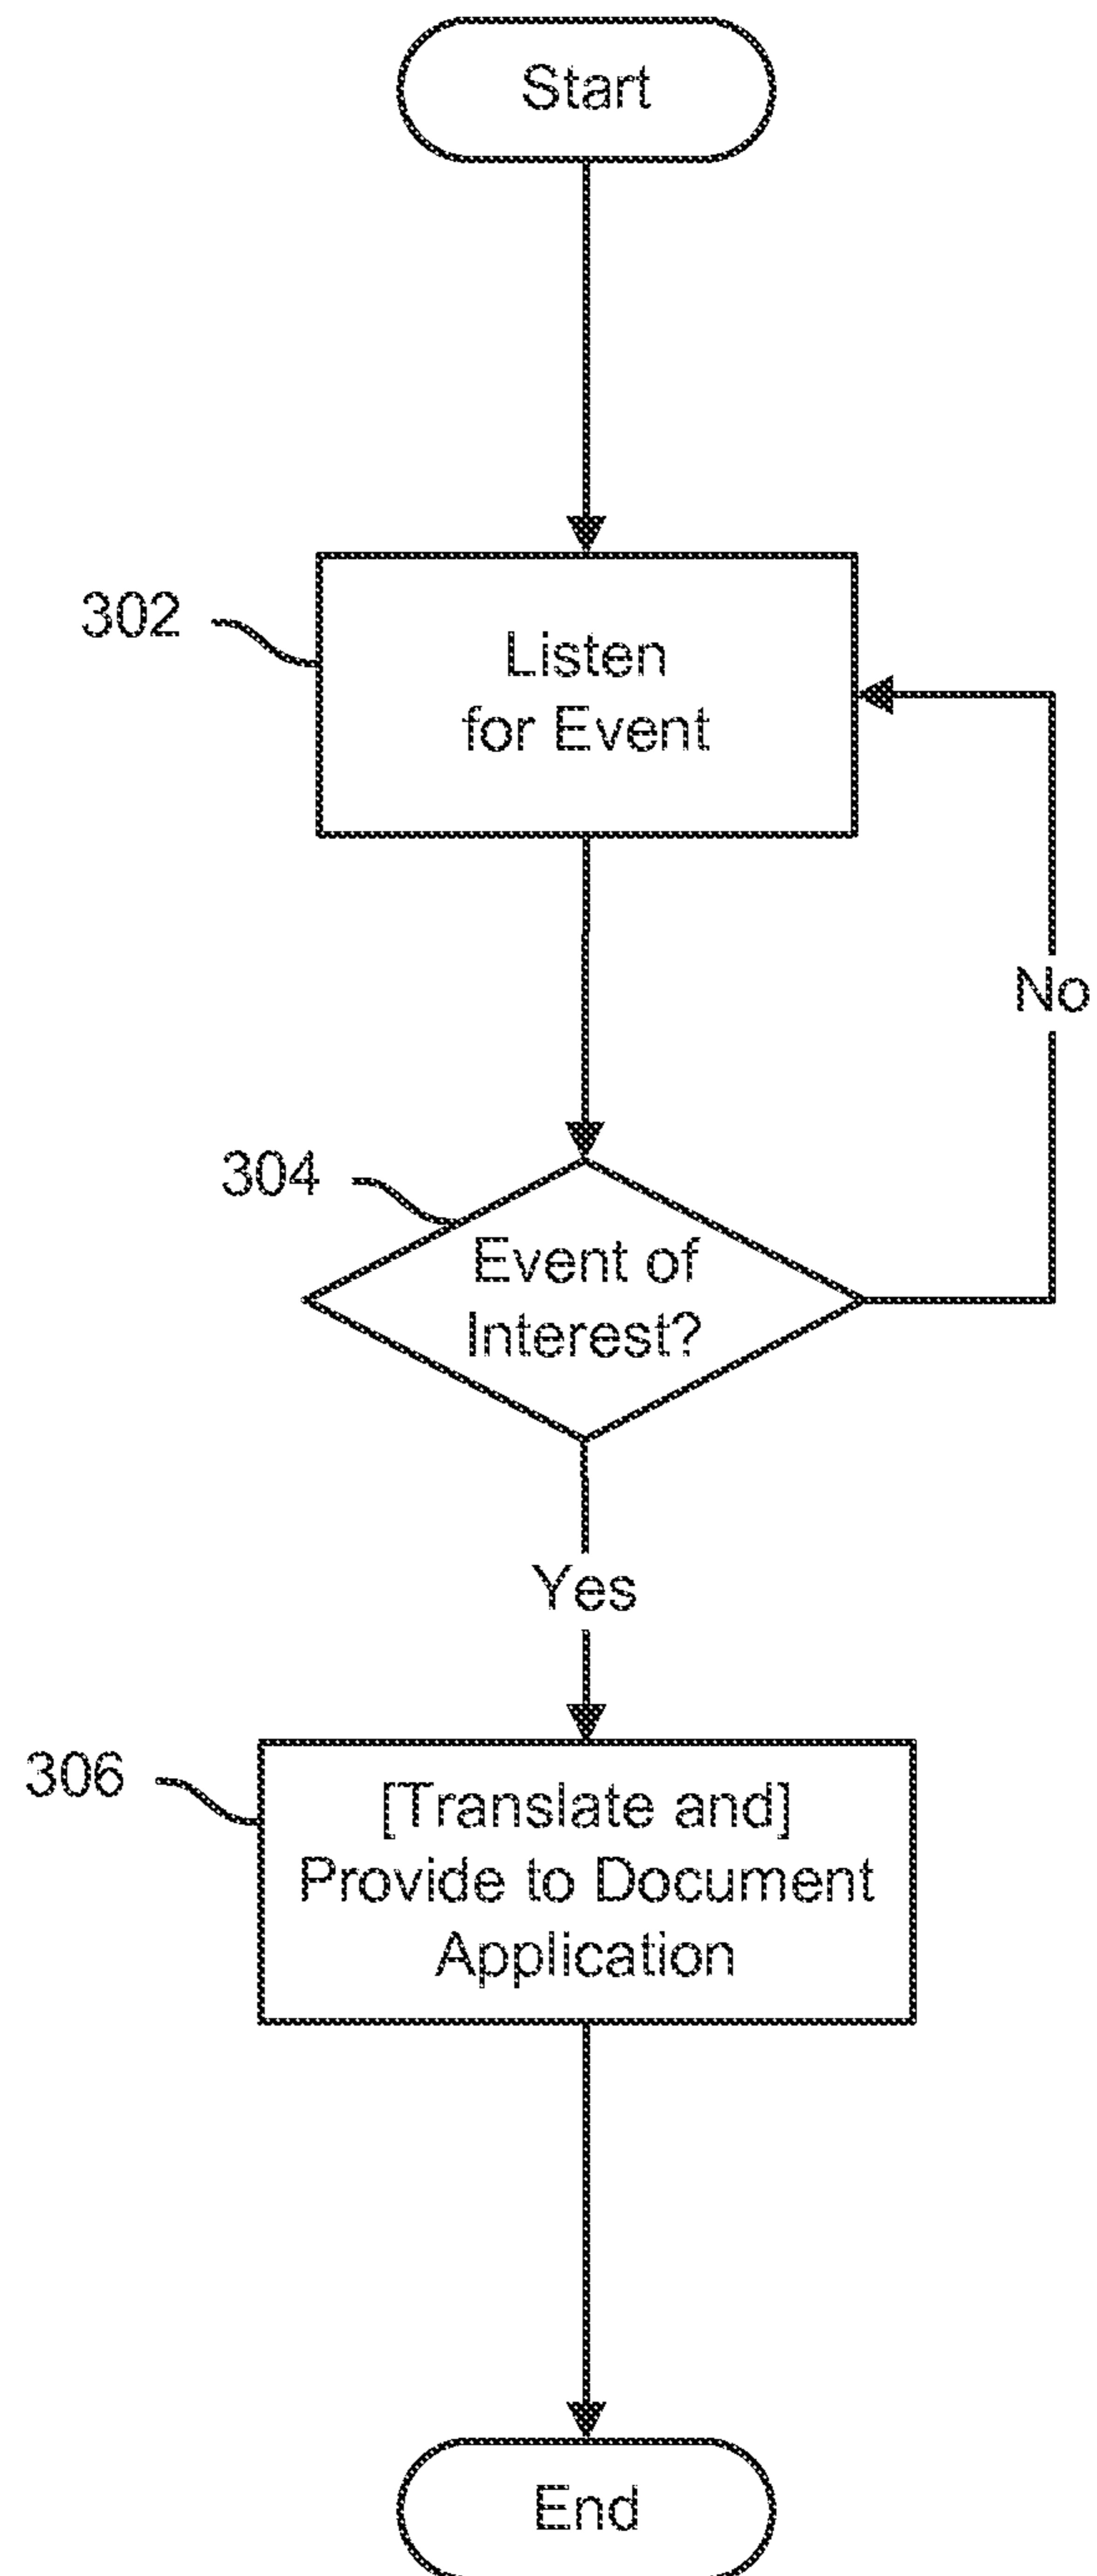 Start
302
Listen
for Event
No
304
Event of
Interest?
Yes
306
[Translate and]
Provide to Document
Application
End